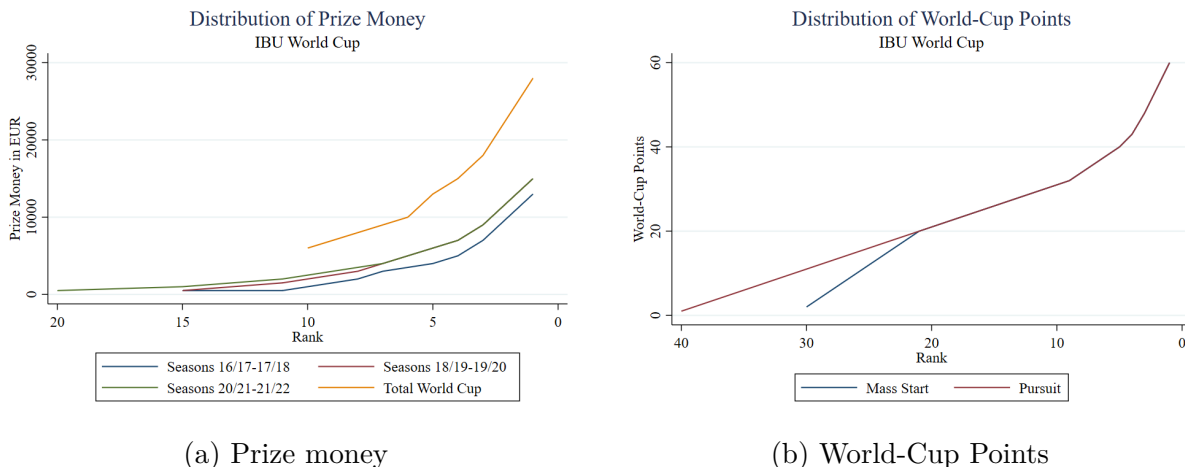 Distribution of Prize Money
IBU World Cup
Prize Money in EUR
30000
20000
10000
0
20 15 10 5 0
Rank
Seasons 16/17-17/18 Seasons 18/19-19/20
Seasons 20/21-21/22 Total World Cup
(a) Prize money
Distribution of World-Cup Points
IBU World Cup
World-Cup Points
60
40
20
0
40 30 20 10 0
Rank
Mass Start Pursuit
(b) World-Cup Points